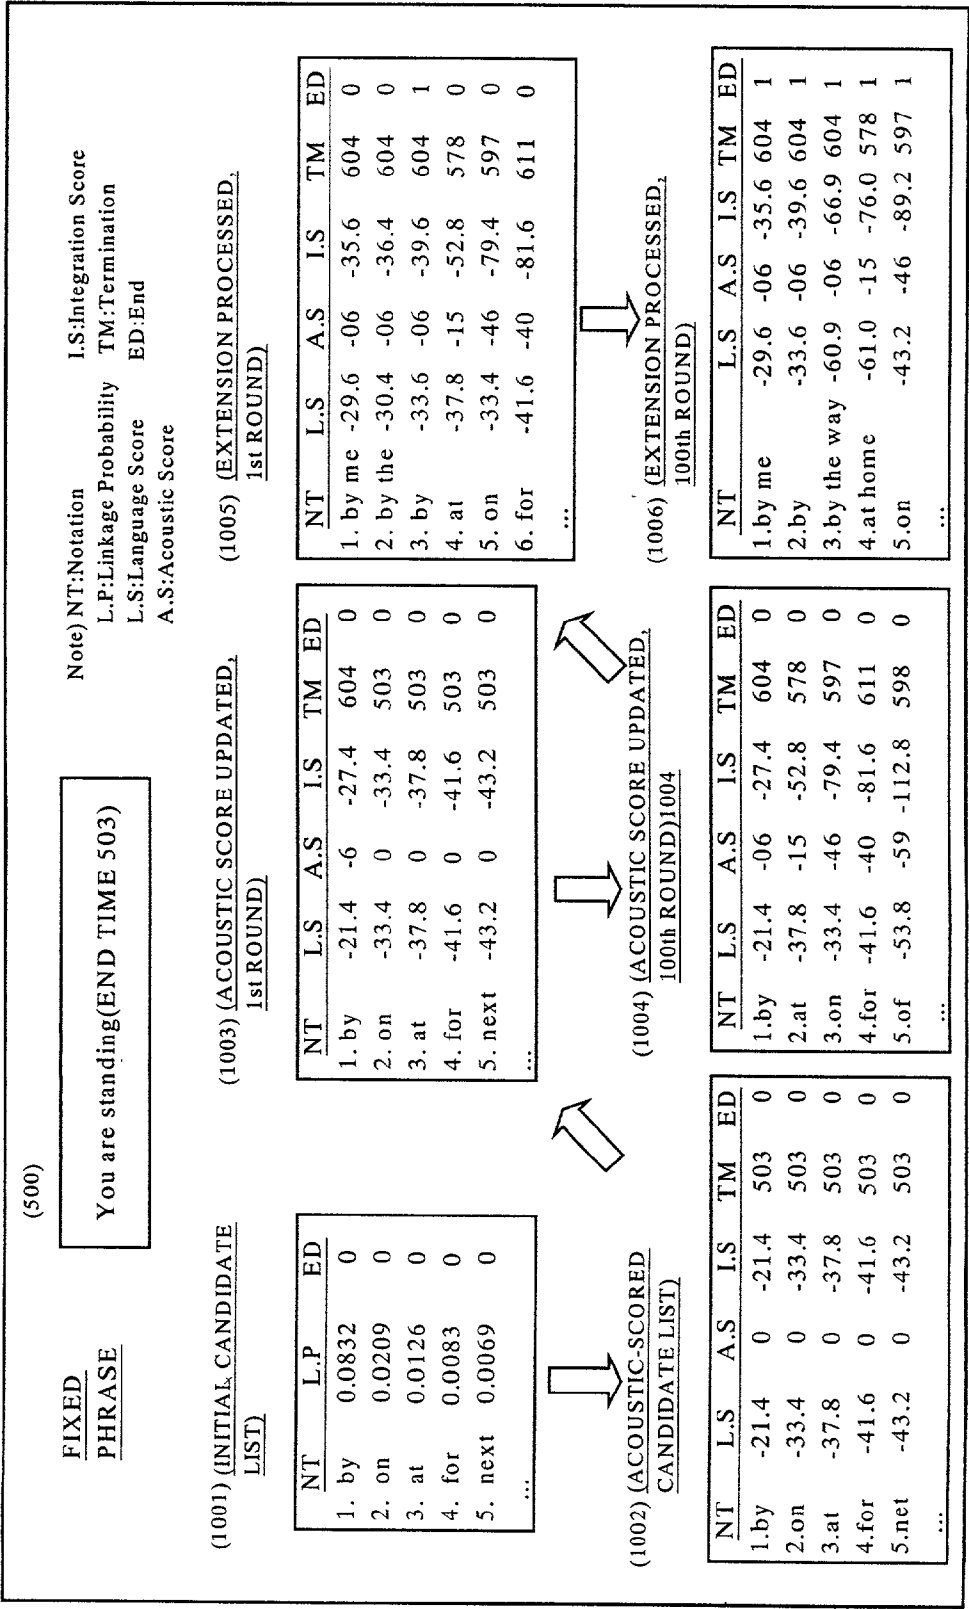 (500)
FIXED
PHRASE
You are standing(END TIME 503)
Note) NT:Notation I.S:Integration Score
L.P:Linkage Probability TM:Termination
L.S:Language Score ED:End
A.S:Acoustic Score
(1001) (INITIAL CANDIDATE
LIST)
NT L.P ED
1. by 0.0832 0
2. on 0.0209 0
3. at 0.0126 0
4. for 0.0083 0
5. next 0.0069 0
...
(1003) (ACOUSTIC SCORE UPDATED,
1st ROUND)
NT L.S A.S I.S TM ED
1. by -21.4 -6 -27.4 604 0
2. on -33.4 0 -33.4 503 0
3. at -37.8 0 -37.8 503 0
4. for -41.6 0 -41.6 503 0
5. next -43.2 0 -43.2 503 0
...
(1005) (EXTENSION PROCESSED,
1st ROUND)
NT L.S A.S I.S TM ED
1. by me -29.6 -06 -35.6 604 0
2. by the -30.4 -06 -36.4 604 0
3. by -33.6 -06 -39.6 604 1
4. at -37.8 -15 -52.8 578 0
5. on -33.4 -46 -79.4 597 0
6. for -41.6 -40 -81.6 611 0
...
(1002) (ACOUSTIC-SCORED
CANDIDATE LIST)
NT L.S A.S I.S TM ED
1.by -21.4 0 -21.4 503 0
2.on -33.4 0 -33.4 503 0
3.at -37.8 0 -37.8 503 0
4.for -41.6 0 -41.6 503 0
5.net -43.2 0 -43.2 503 0
...
(1004) (ACOUSTIC SCORE UPDATED,
100th ROUND)1004
NT L.S A.S I.S TM ED
1.by -21.4 -06 -27.4 604 0
2.at -37.8 -15 -52.8 578 0
3.on -33.4 -46 -79.4 597 0
4.for -41.6 -40 -81.6 611 0
5.of -53.8 -59 -112.8 598 0
...
(1006) (EXTENSION PROCESSED,
100th ROUND)
NT L.S A.S I.S TM ED
1.by me -29.6 -06 -35.6 604 1
2.by -33.6 -06 -39.6 604 1
3.by the way -60.9 -06 -66.9 604 1
4.at home -61.0 -15 -76.0 578 1
5.on -43.2 -46 -89.2 597 1
...